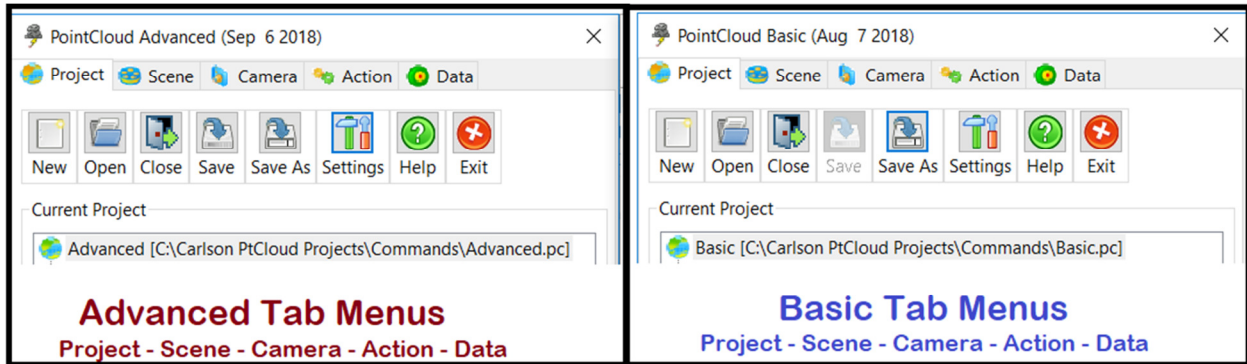 PointCloud Advanced (Sep 6 2018)
Project Scene Camera Action Data
New Open Close Save Save As Settings Help Exit
Current Project
Advanced [C:\Carlson PtCloud Projects\Commands\Advanced.pc]
Advanced Tab Menus
Project - Scene - Camera - Action - Data
PointCloud Basic (Aug 7 2018)
Project Scene Camera Action Data
New Open Close Save Save As Settings Help Exit
Current Project
Basic [C:\Carlson PtCloud Projects\Commands\Basic.pc]
Basic Tab Menus
Project - Scene - Camera - Action - Data